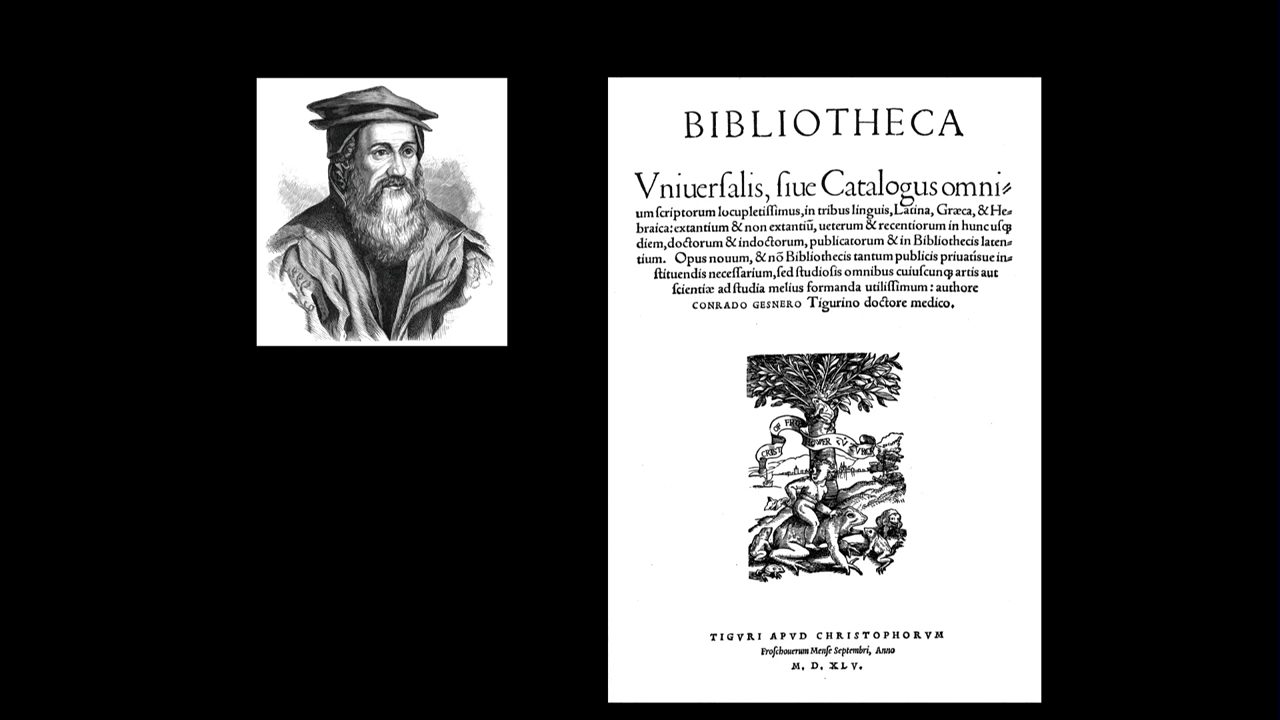 BIBLIOTHECA
Vniuerſalis, ſiue Catalogus omni⸗
um ſcriptorum locupletiſſimus, in tribus linguis, Latina, Græca, & He⸗
braica: extantium & non extantiũ, ueterum & recentiorum in hunc uſqꝫ
diem, doctorum & indoctorum, publicatorum & in Bibliothecis laten⸗
tium. Opus nouum, & nõ Bibliothecis tantum publicis priuatisue in⸗
ſtituendis neceſſarium, ſed ſtudioſis omnibus cuiuſcunqꝫ artis aut
ſcientiæ ad ſtudia melius formanda utiliſſimum: authore
CONRADO GESNERO Tigurino doctore medico.
TIGVRI APVD CHRISTOPHORVM
Froſchouerum Menſe Septembri, Anno
M. D. XLV.